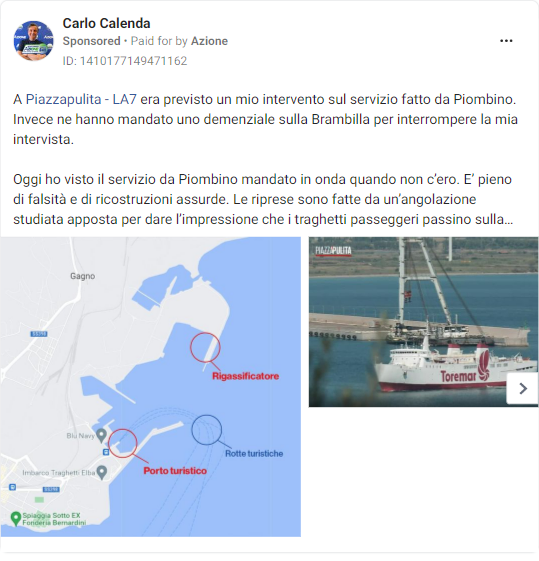 Carlo Calenda
Sponsored • Paid for by Azione
ID: 1410177149471162
A Piazzapulita - LA7 era previsto un mio intervento sul servizio fatto da Piombino.
Invece ne hanno mandato uno demenziale sulla Brambilla per interrompere la mia
intervista.
Oggi ho visto il servizio da Piombino mandato in onda quando non c’ero. E’ pieno
di falsità e di ricostruzioni assurde. Le riprese sono fatte da un’angolazione
studiata apposta per dare l’impressione che i traghetti passeggeri passino sulla...
Gagno
Rigassificatore
Blu Navy
Porto turistico
Rotte turistiche
Imbarco Traghetti Elba
Spiaggia Sotto EX
Fonderia Bernardini
PIAZZAPULITA
Toremar